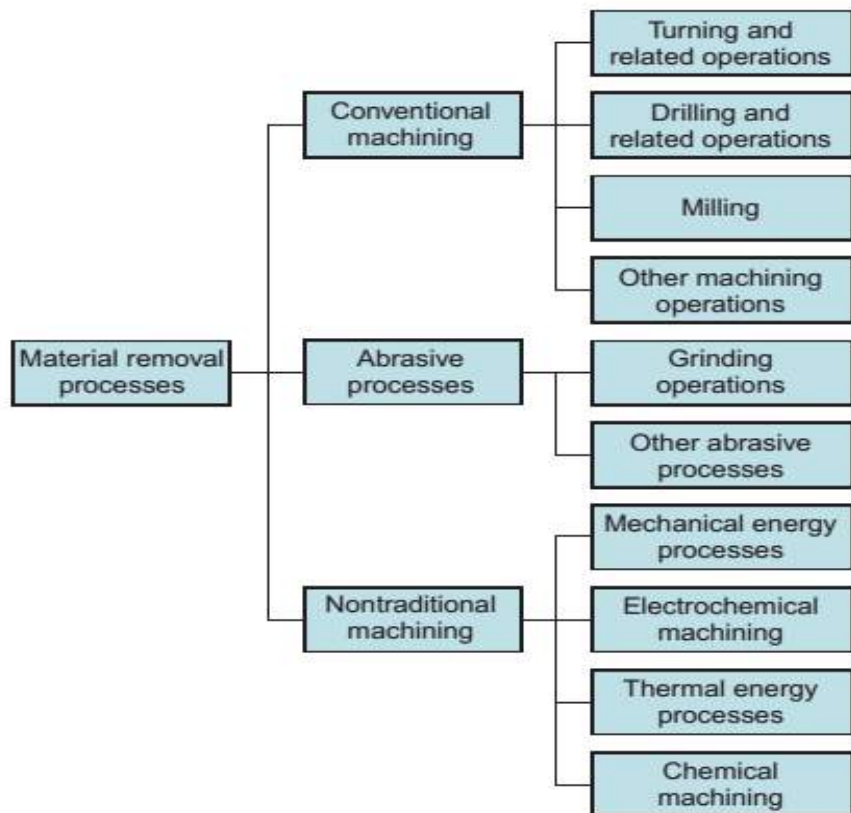 Material removal
processes
Conventional
machining
Turning and
related operations
Drilling and
related operations
Milling
Other machining
operations
Abrasive
processes
Grinding
operations
Other abrasive
processes
Nontraditional
machining
Mechanical energy
processes
Electrochemical
machining
Thermal energy
processes
Chemical
machining